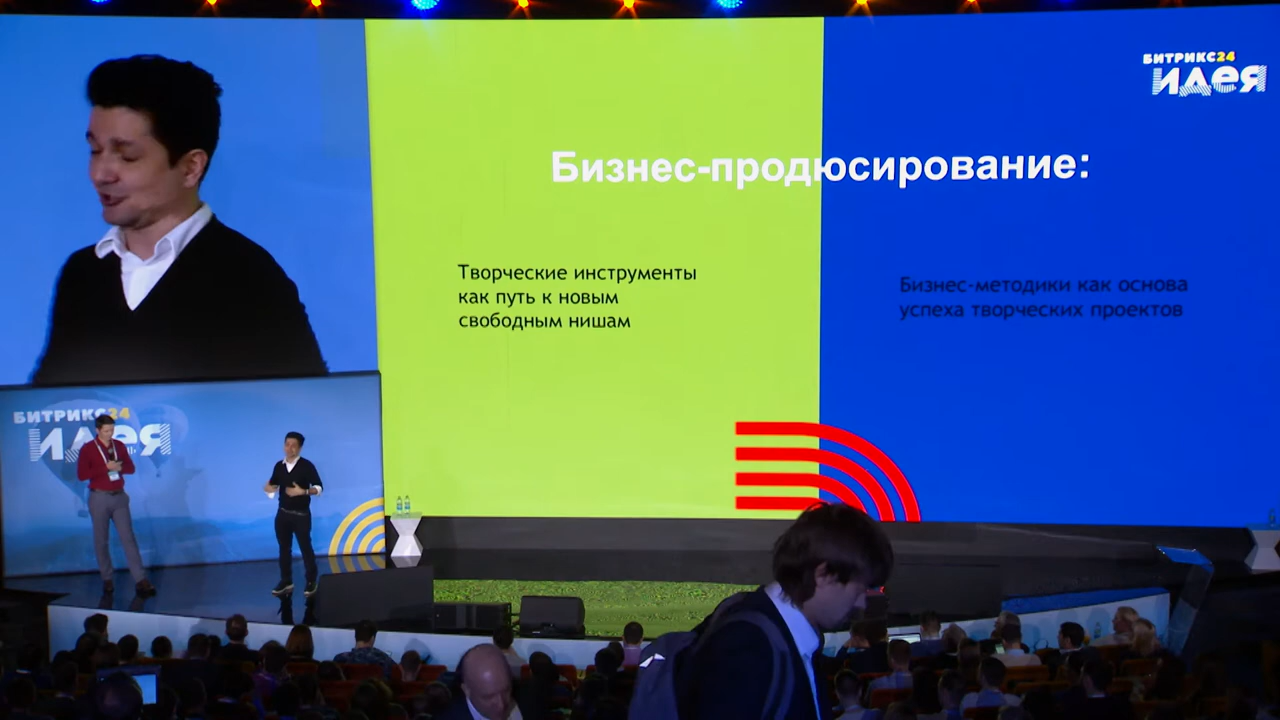 БИТРИКС24
идея
Бизнес-продюсирование:
Творческие инструменты
как путь к новым
свободным нишам
Бизнес-методики как основа
успеха творческих проектов
БИТРИКС24
идея